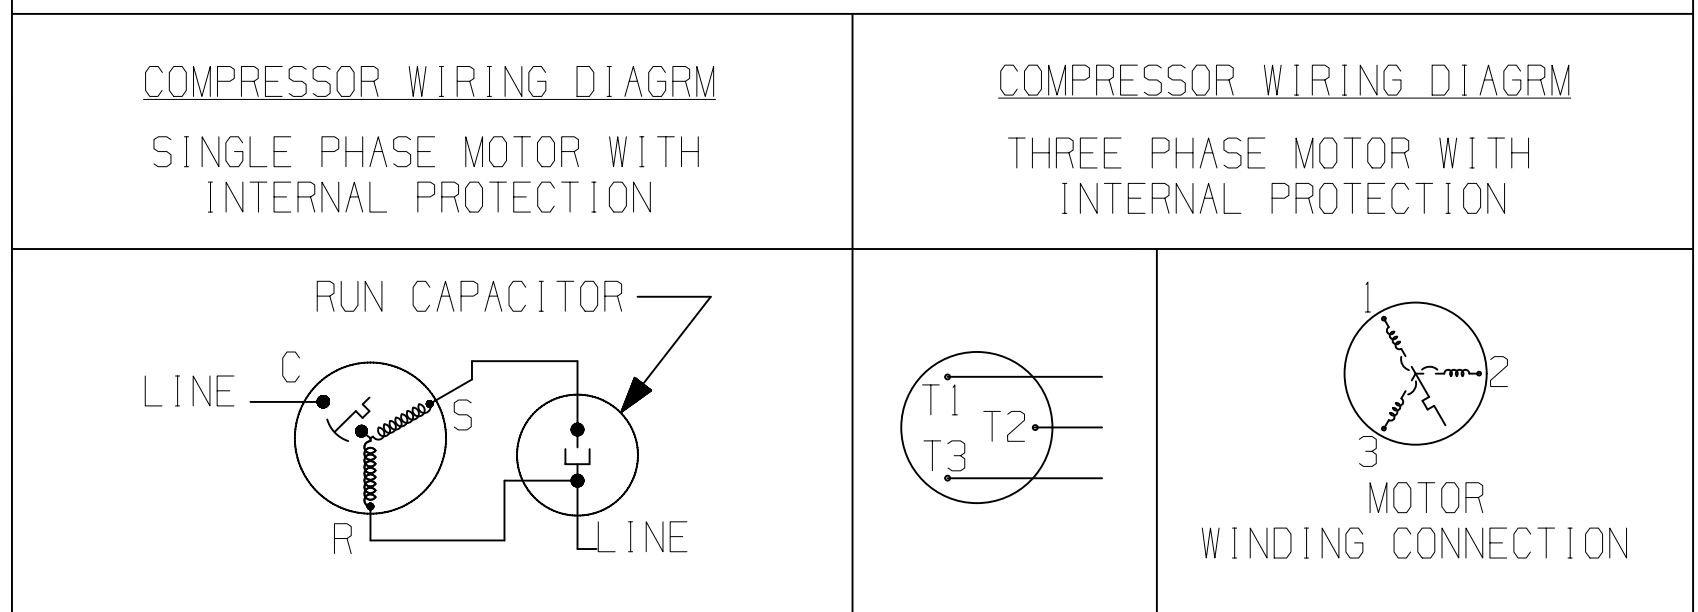 COMPRESSOR WIRING DIAGRM
SINGLE PHASE MOTOR WITH
INTERNAL PROTECTION
COMPRESSOR WIRING DIAGRM
THREE PHASE MOTOR WITH
INTERNAL PROTECTION
RUN CAPACITOR
C
LINE
S
R
LINE
T1
T2
T3
1
2
3
MOTOR
WINDING CONNECTION